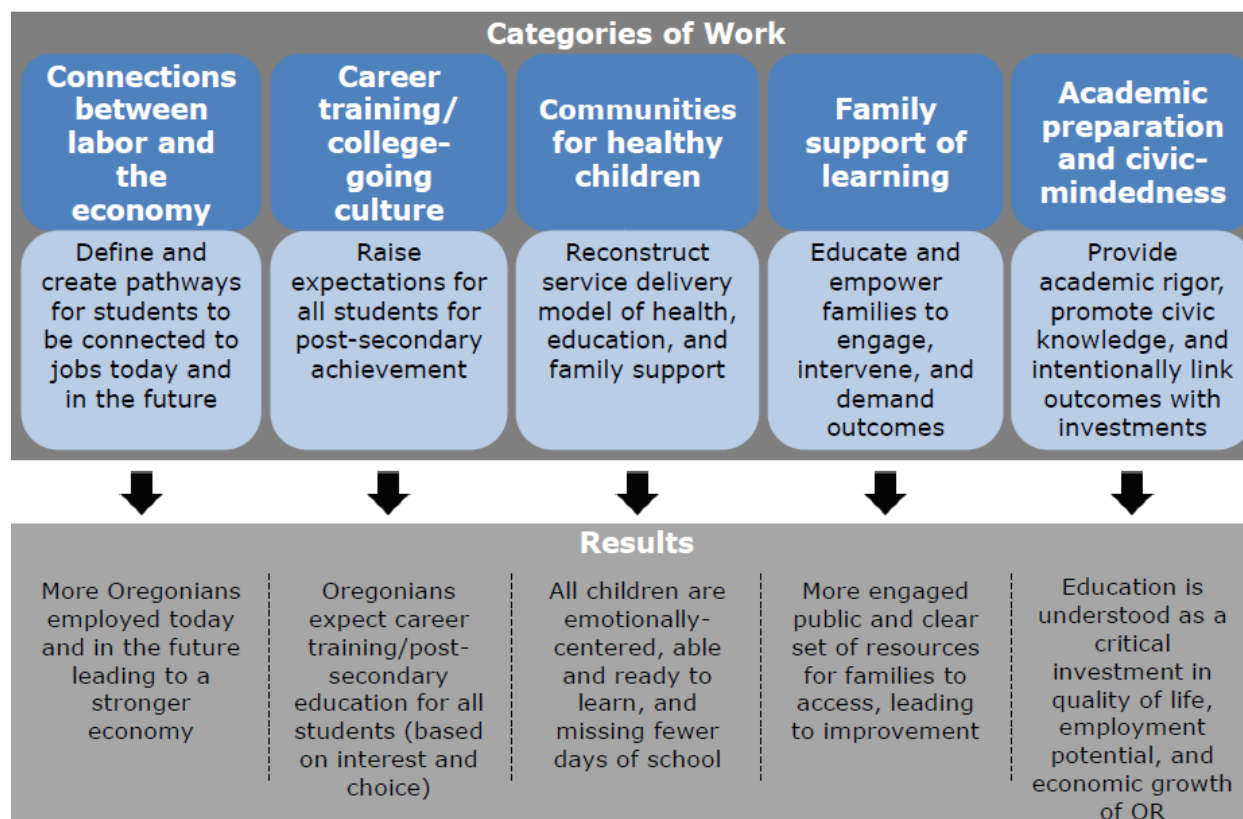 Categories of Work
Connections
between
labor and
the
economy
Define and
create pathways
for students to
be connected to
jobs today and
in the future
Career
training/
college-
going
culture
Raise
expectations for
all students for
post-secondary
achievement
Communities
for healthy
children
Reconstruct
service delivery
model of health,
education, and
family support
Family
support of
learning
Educate and
empower
families to
engage,
intervene, and
demand
outcomes
Academic
preparation
and civic-
mindedness
Provide
academic rigor,
promote civic
knowledge, and
intentionally link
outcomes with
investments
Results
More Oregonians
employed today
and in the future
leading to a
stronger
economy
Oregonians
expect career
training/post-
secondary
education for all
students (based
on interest and
choice)
All children are
emotionally-
centered, able
and ready to
learn, and
missing fewer
days of school
More engaged
public and clear
set of resources
for families to
access, leading
to improvement
Education is
understood as a
critical
investment in
quality of life,
employment
potential, and
economic growth
of OR